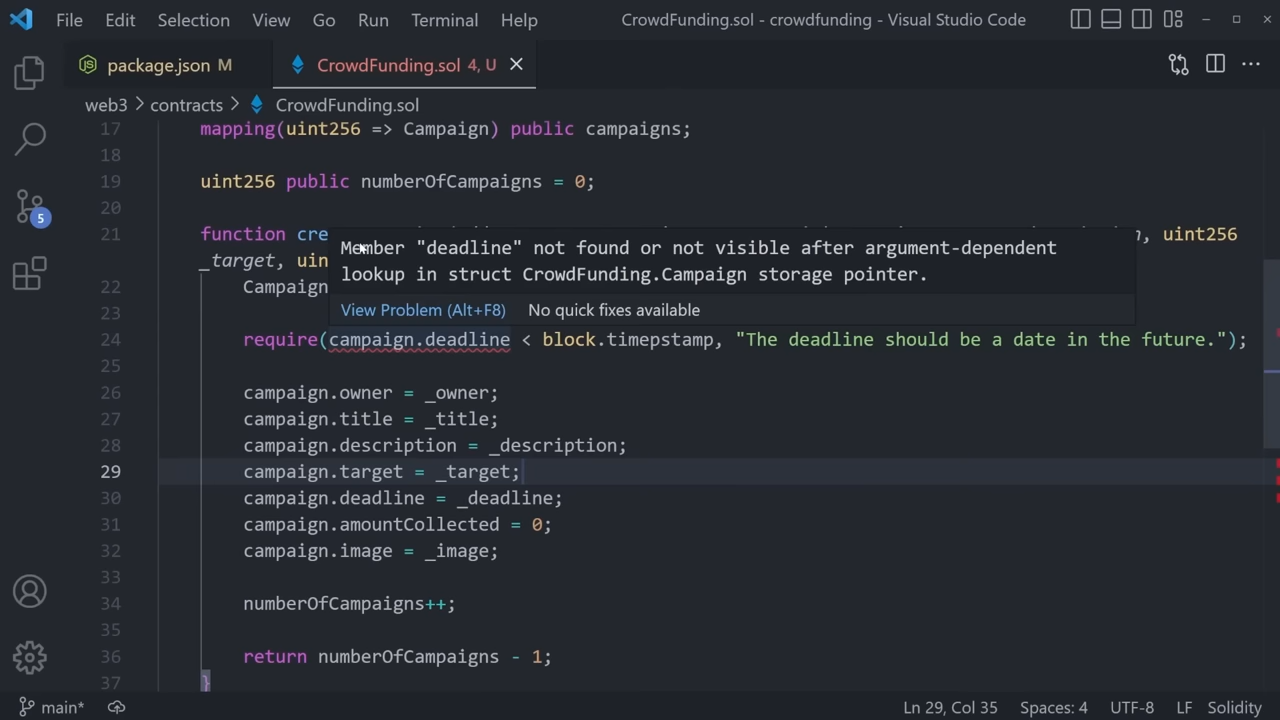 File Edit Selection View Go Run Terminal Help CrowdFunding.sol - crowdfunding - Visual Studio Code
package.json M CrowdFunding.sol 4, U
web3 > contracts > CrowdFunding.sol
17 mapping(uint256 => Campaign) public campaigns;
18
19 uint256 public numberOfCampaigns = 0;
20
21 function cre , uint256
_target, uin
Member "deadline" not found or not visible after argument-dependent
lookup in struct CrowdFunding.Campaign storage pointer.
View Problem (Alt+F8) No quick fixes available
22 Campaign
23
24 require(campaign.deadline < block.timepstamp, "The deadline should be a date in the future.");
25
26 campaign.owner = _owner;
27 campaign.title = _title;
28 campaign.description = _description;
29 campaign.target = _target;
30 campaign.deadline = _deadline;
31 campaign.amountCollected = 0;
32 campaign.image = _image;
33
34 numberOfCampaigns++;
35
36 return numberOfCampaigns - 1;
37 }
5
main* Ln 29, Col 35 Spaces: 4 UTF-8 LF Solidity